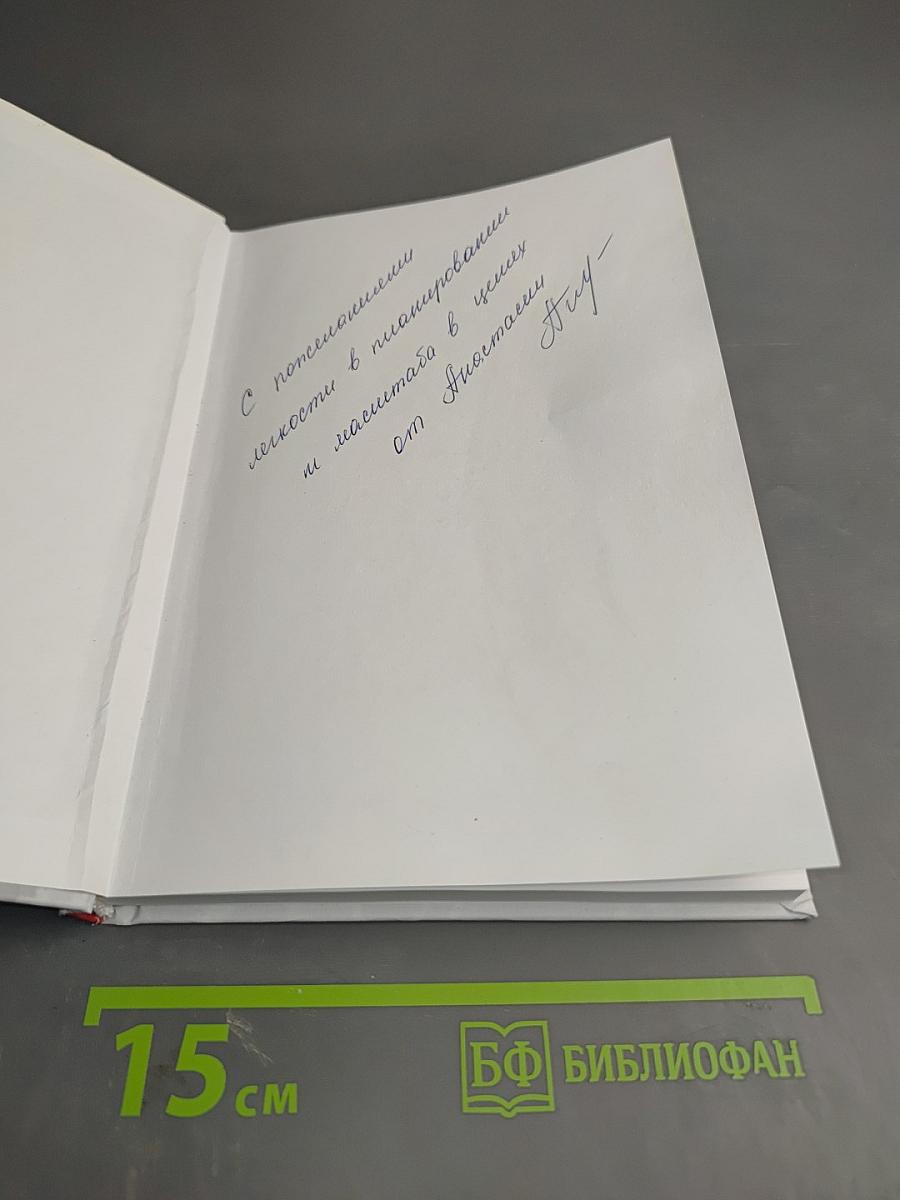 С пожеланиями
легкости в планировании
и масштаба в целях
от Анастасии
15 см
БФ
БИБЛИОФАН